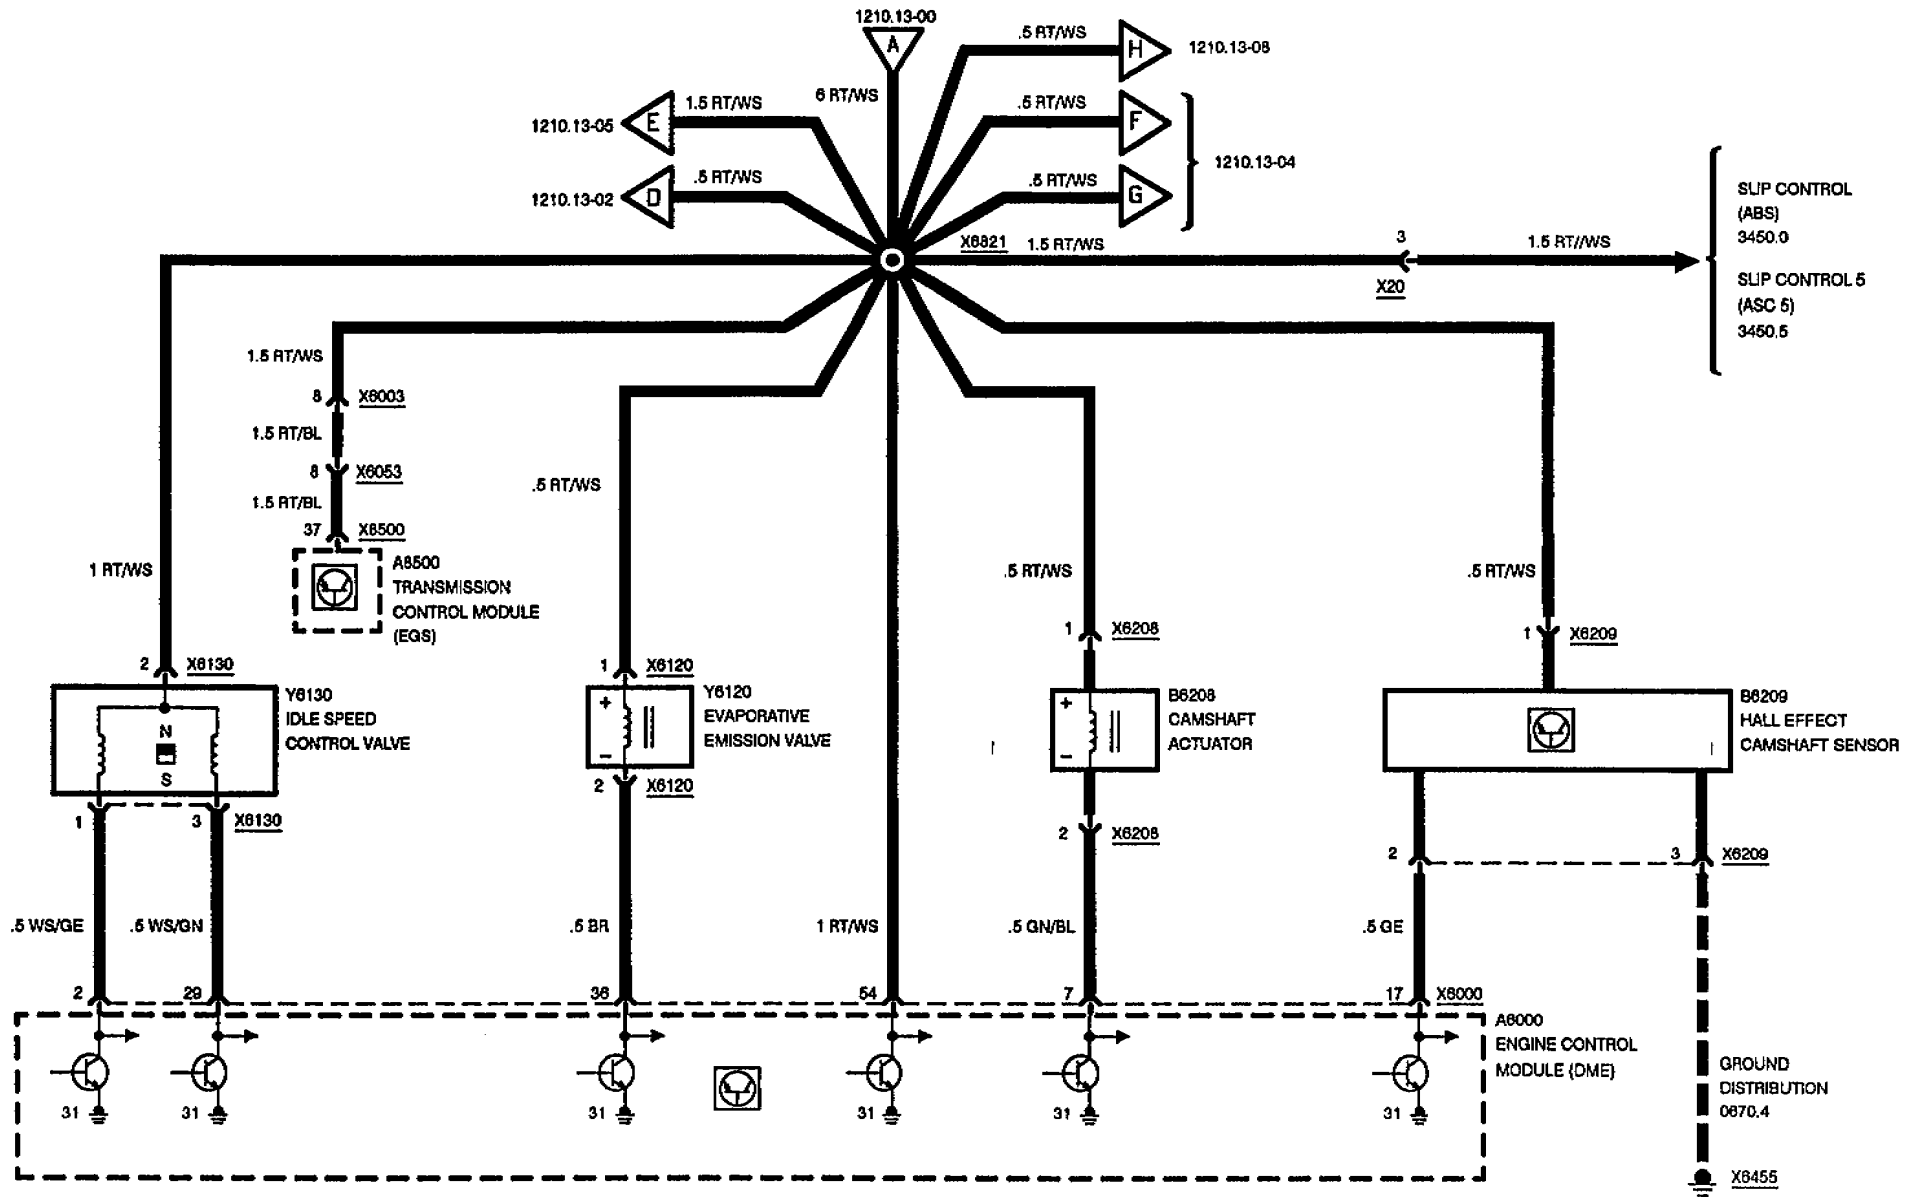 1210.13-00
A
.5 RT/WS
H
1210.13-08
6 RT/WS
1210.13-05
E
1.5 RT/WS
.5 RT/WS
F
1210.13-04
1210.13-02
D
.5 RT/WS
.5 RT/WS
G
X8821
1.5 RT/WS
3
X20
1.5 RT//WS
SLIP CONTROL
(ABS)
3450.0
SLIP CONTROL 5
(ASC 5)
3450.5
1.5 RT/WS
8
X6003
1.5 RT/BL
8
X6053
1.5 RT/BL
37
X8500
A8500
TRANSMISSION
CONTROL MODULE
(EGS)
1 RT/WS
.5 RT/WS
.5 RT/WS
.5 RT/WS
2
X6130
Y6130
IDLE SPEED
CONTROL VALVE
N
S
1
3
X6130
1
X6120
+
−
Y6120
EVAPORATIVE
EMISSION VALVE
2
X6120
1
X6208
+
−
B6208
CAMSHAFT
ACTUATOR
2
X6208
1
X6209
B6209
HALL EFFECT
CAMSHAFT SENSOR
2
3
X6209
.5 WS/GE
.5 WS/GN
.5 BR
1 RT/WS
.5 GN/BL
.5 GE
2
29
36
54
7
17
X6000
A6000
ENGINE CONTROL
MODULE (DME)
31
31
31
31
31
31
GROUND
DISTRIBUTION
0670.4
X6455